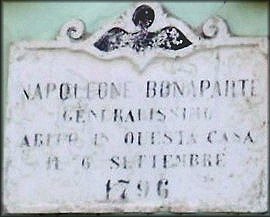 NAPOLEONE BONAPARTE
GENERALISSIMO
ABITÒ IN QUESTA CASA
IL 6 SETTEMBRE
1796